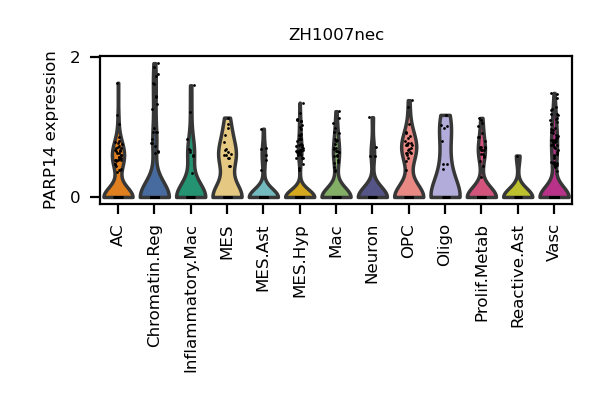 ZH1007nec
PARP14 expression
2
0
AC
Chromatin.Reg
Inflammatory.Mac
MES
MES.Ast
MES.Hyp
Mac
Neuron
OPC
Oligo
Prolif.Metab
Reactive.Ast
Vasc